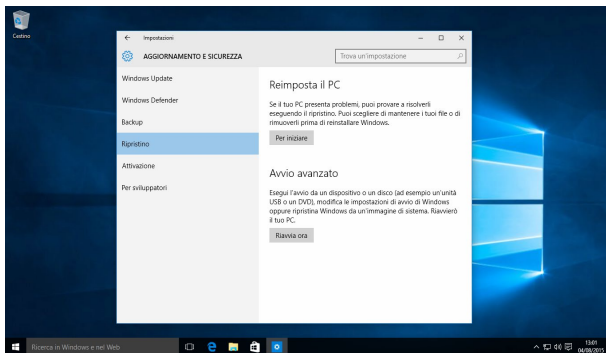 Cestino
Impostazioni
AGGIORNAMENTO E SICUREZZA
Trova un'impostazione
Windows Update
Windows Defender
Backup
Ripristino
Attivazione
Per sviluppatori
Reimposta il PC
Se il tuo PC presenta problemi, puoi provare a risolverli
eseguendo il ripristino. Puoi scegliere di mantenere i tuoi file o di
rimuoverli prima di reinstallare Windows.
Per iniziare
Avvio avanzato
Esegui l'avvio da un dispositivo o un disco (ad esempio un'unità
USB o un DVD), modifica le impostazioni di avvio di Windows
oppure ripristina Windows da un'immagine di sistema. Riavvierò
il tuo PC.
Riavvia ora
Ricerca in Windows e nel Web
13:01
04/08/2015